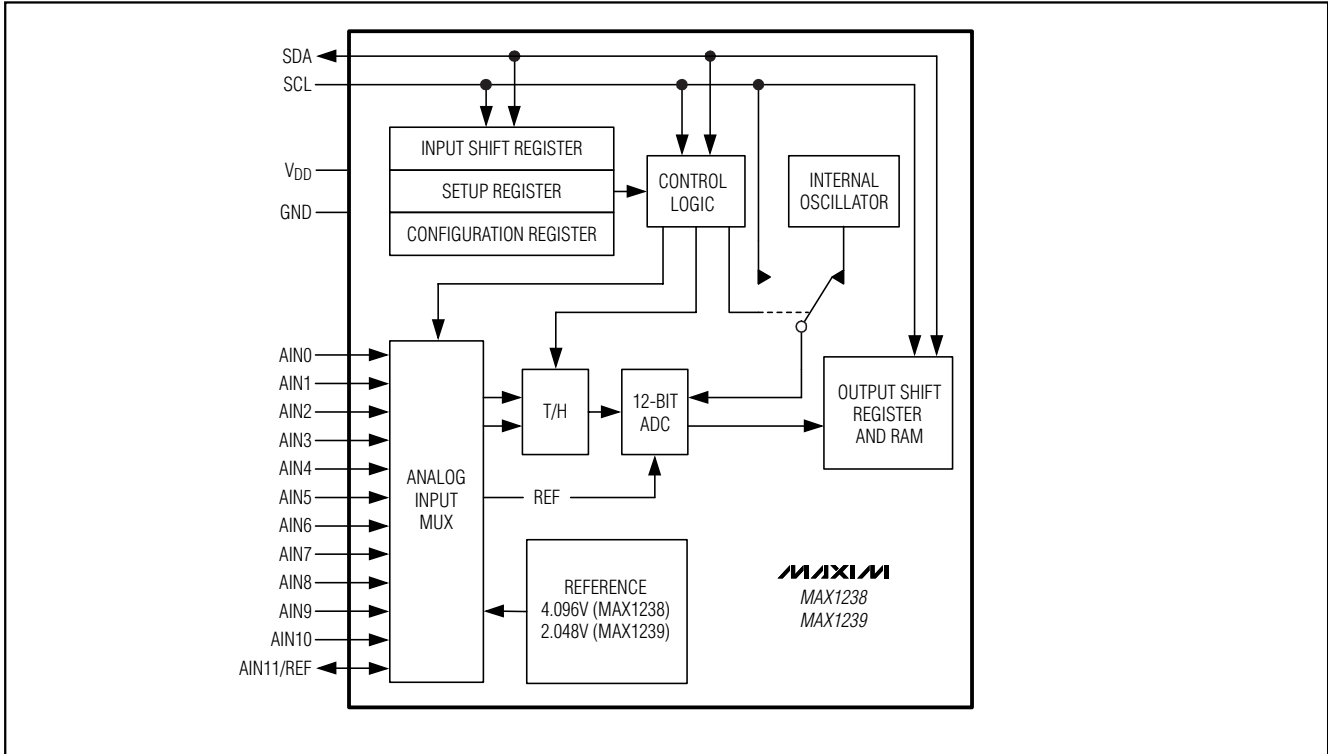 SDA
SCL
V_DD
GND
INPUT SHIFT REGISTER
SETUP REGISTER
CONFIGURATION REGISTER
CONTROL
LOGIC
INTERNAL
OSCILLATOR
AIN0
AIN1
AIN2
AIN3
AIN4
AIN5
AIN6
AIN7
AIN8
AIN9
AIN10
AIN11/REF
ANALOG
INPUT
MUX
T/H
12-BIT
ADC
REF
OUTPUT SHIFT
REGISTER
AND RAM
REFERENCE
4.096V (MAX1238)
2.048V (MAX1239)
MAXIM
MAX1238
MAX1239